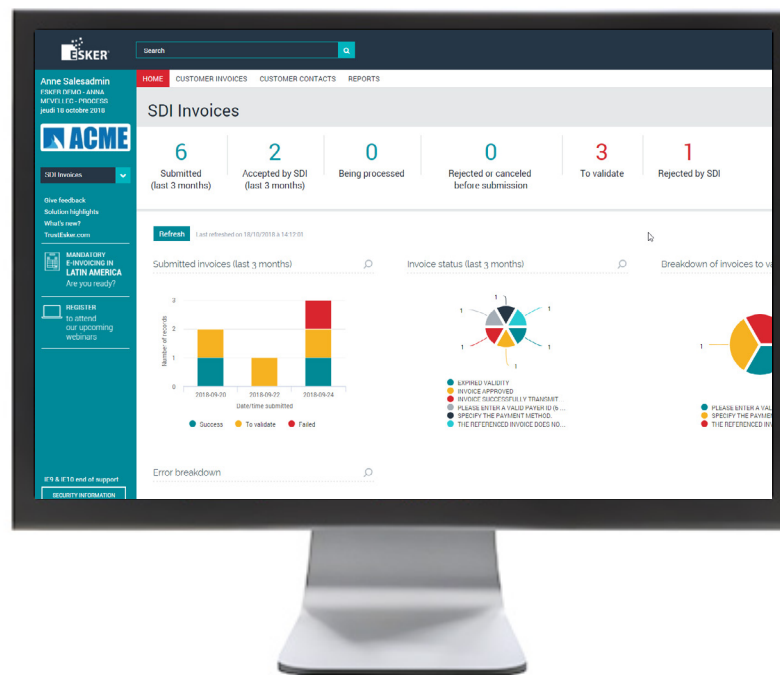 ESKER
Search
Anne Salesadmin
ESKER DEMO - ANNA
MEVELLEC - PROCESS
jeudi 18 octobre 2018
ACME
SDI Invoices
Give feedback
Solution highlights
What's new?
TrustEsker.com
MANDATORY
E-INVOICING IN
LATIN AMERICA
Are you ready?
REGISTER
to attend
our upcoming
webinars
IE9 & IE10 end of support
SECURITY INFORMATION
HOME CUSTOMER INVOICES CUSTOMER CONTACTS REPORTS
SDI Invoices
6
Submitted
(last 3 months)
2
Accepted by SDI
(last 3 months)
0
Being processed
0
Rejected or canceled
before submission
3
To validate
1
Rejected by SDI
Refresh Last refreshed on 18/10/2018 à 14:12:01
Submitted invoices (last 3 months)
Number of records
3
2
1
0
2018-09-20 2018-09-22 2018-09-24
Date/time submitted
Success To validate Failed
Invoice status (last 3 months)
1 1 1
1 1
1
EXPIRED VALIDITY
INVOICE APPROVED
INVOICE SUCCESSFULLY TRANSMIT ...
PLEASE ENTER A VALID PAYER ID (6 ...
SPECIFY THE PAYMENT METHOD.
THE REFERENCED INVOICE DOES NO...
Breakdown of invoices to va
1
PLEASE ENTER A VAL
SPECIFY THE PAYMEN
THE REFERENCED INV
Error breakdown